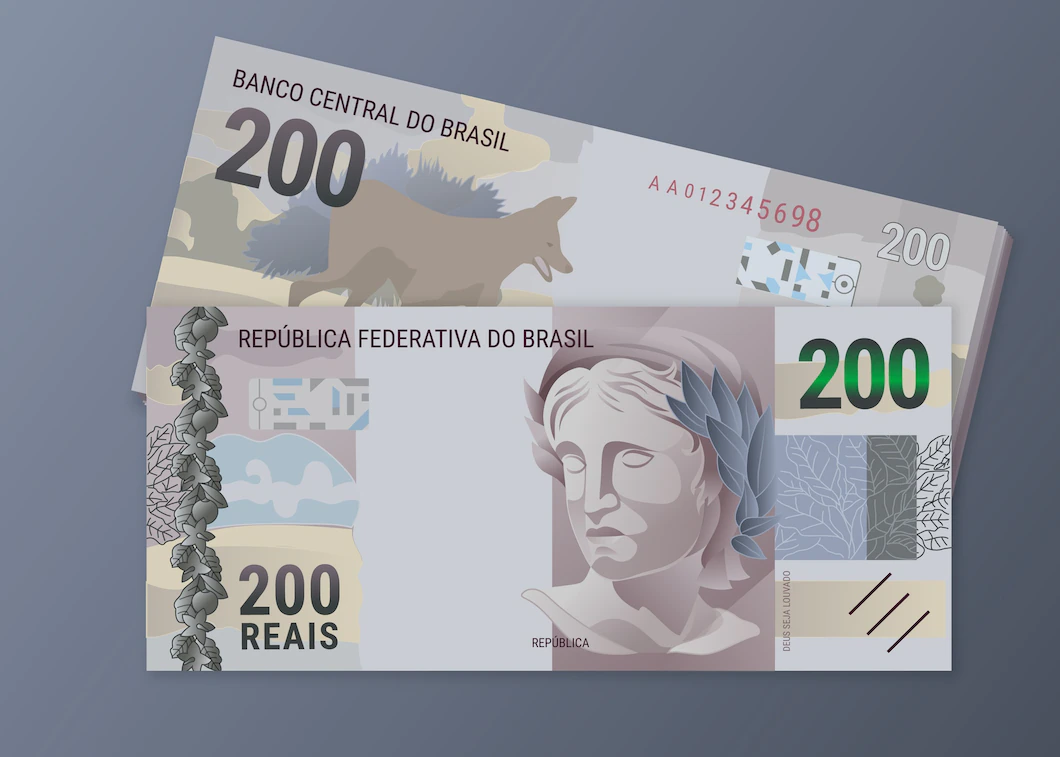 BANCO CENTRAL DO BRASIL
200
AA012345698
200
REPÚBLICA FEDERATIVA DO BRASIL
200
200
REAIS
REPÚBLICA
DEUS SEJA LOUVADO